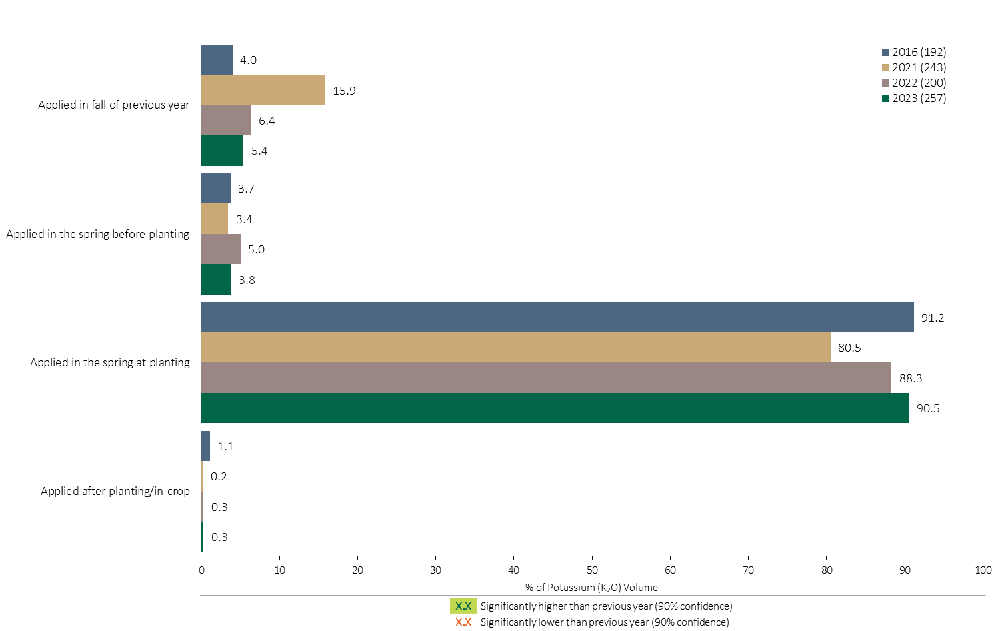 2016 (192)
2021 (243)
2022 (200)
2023 (257)
Applied in fall of previous year
4.0
15.9
6.4
5.4
Applied in the spring before planting
3.7
3.4
5.0
3.8
Applied in the spring at planting
91.2
80.5
88.3
90.5
Applied after planting/in-crop
1.1
0.2
0.3
0.3
0 10 20 30 40 50 60 70 80 90 100
% of Potassium (K₂O) Volume
X.X Significantly higher than previous year (90% confidence)
X.X Significantly lower than previous year (90% confidence)